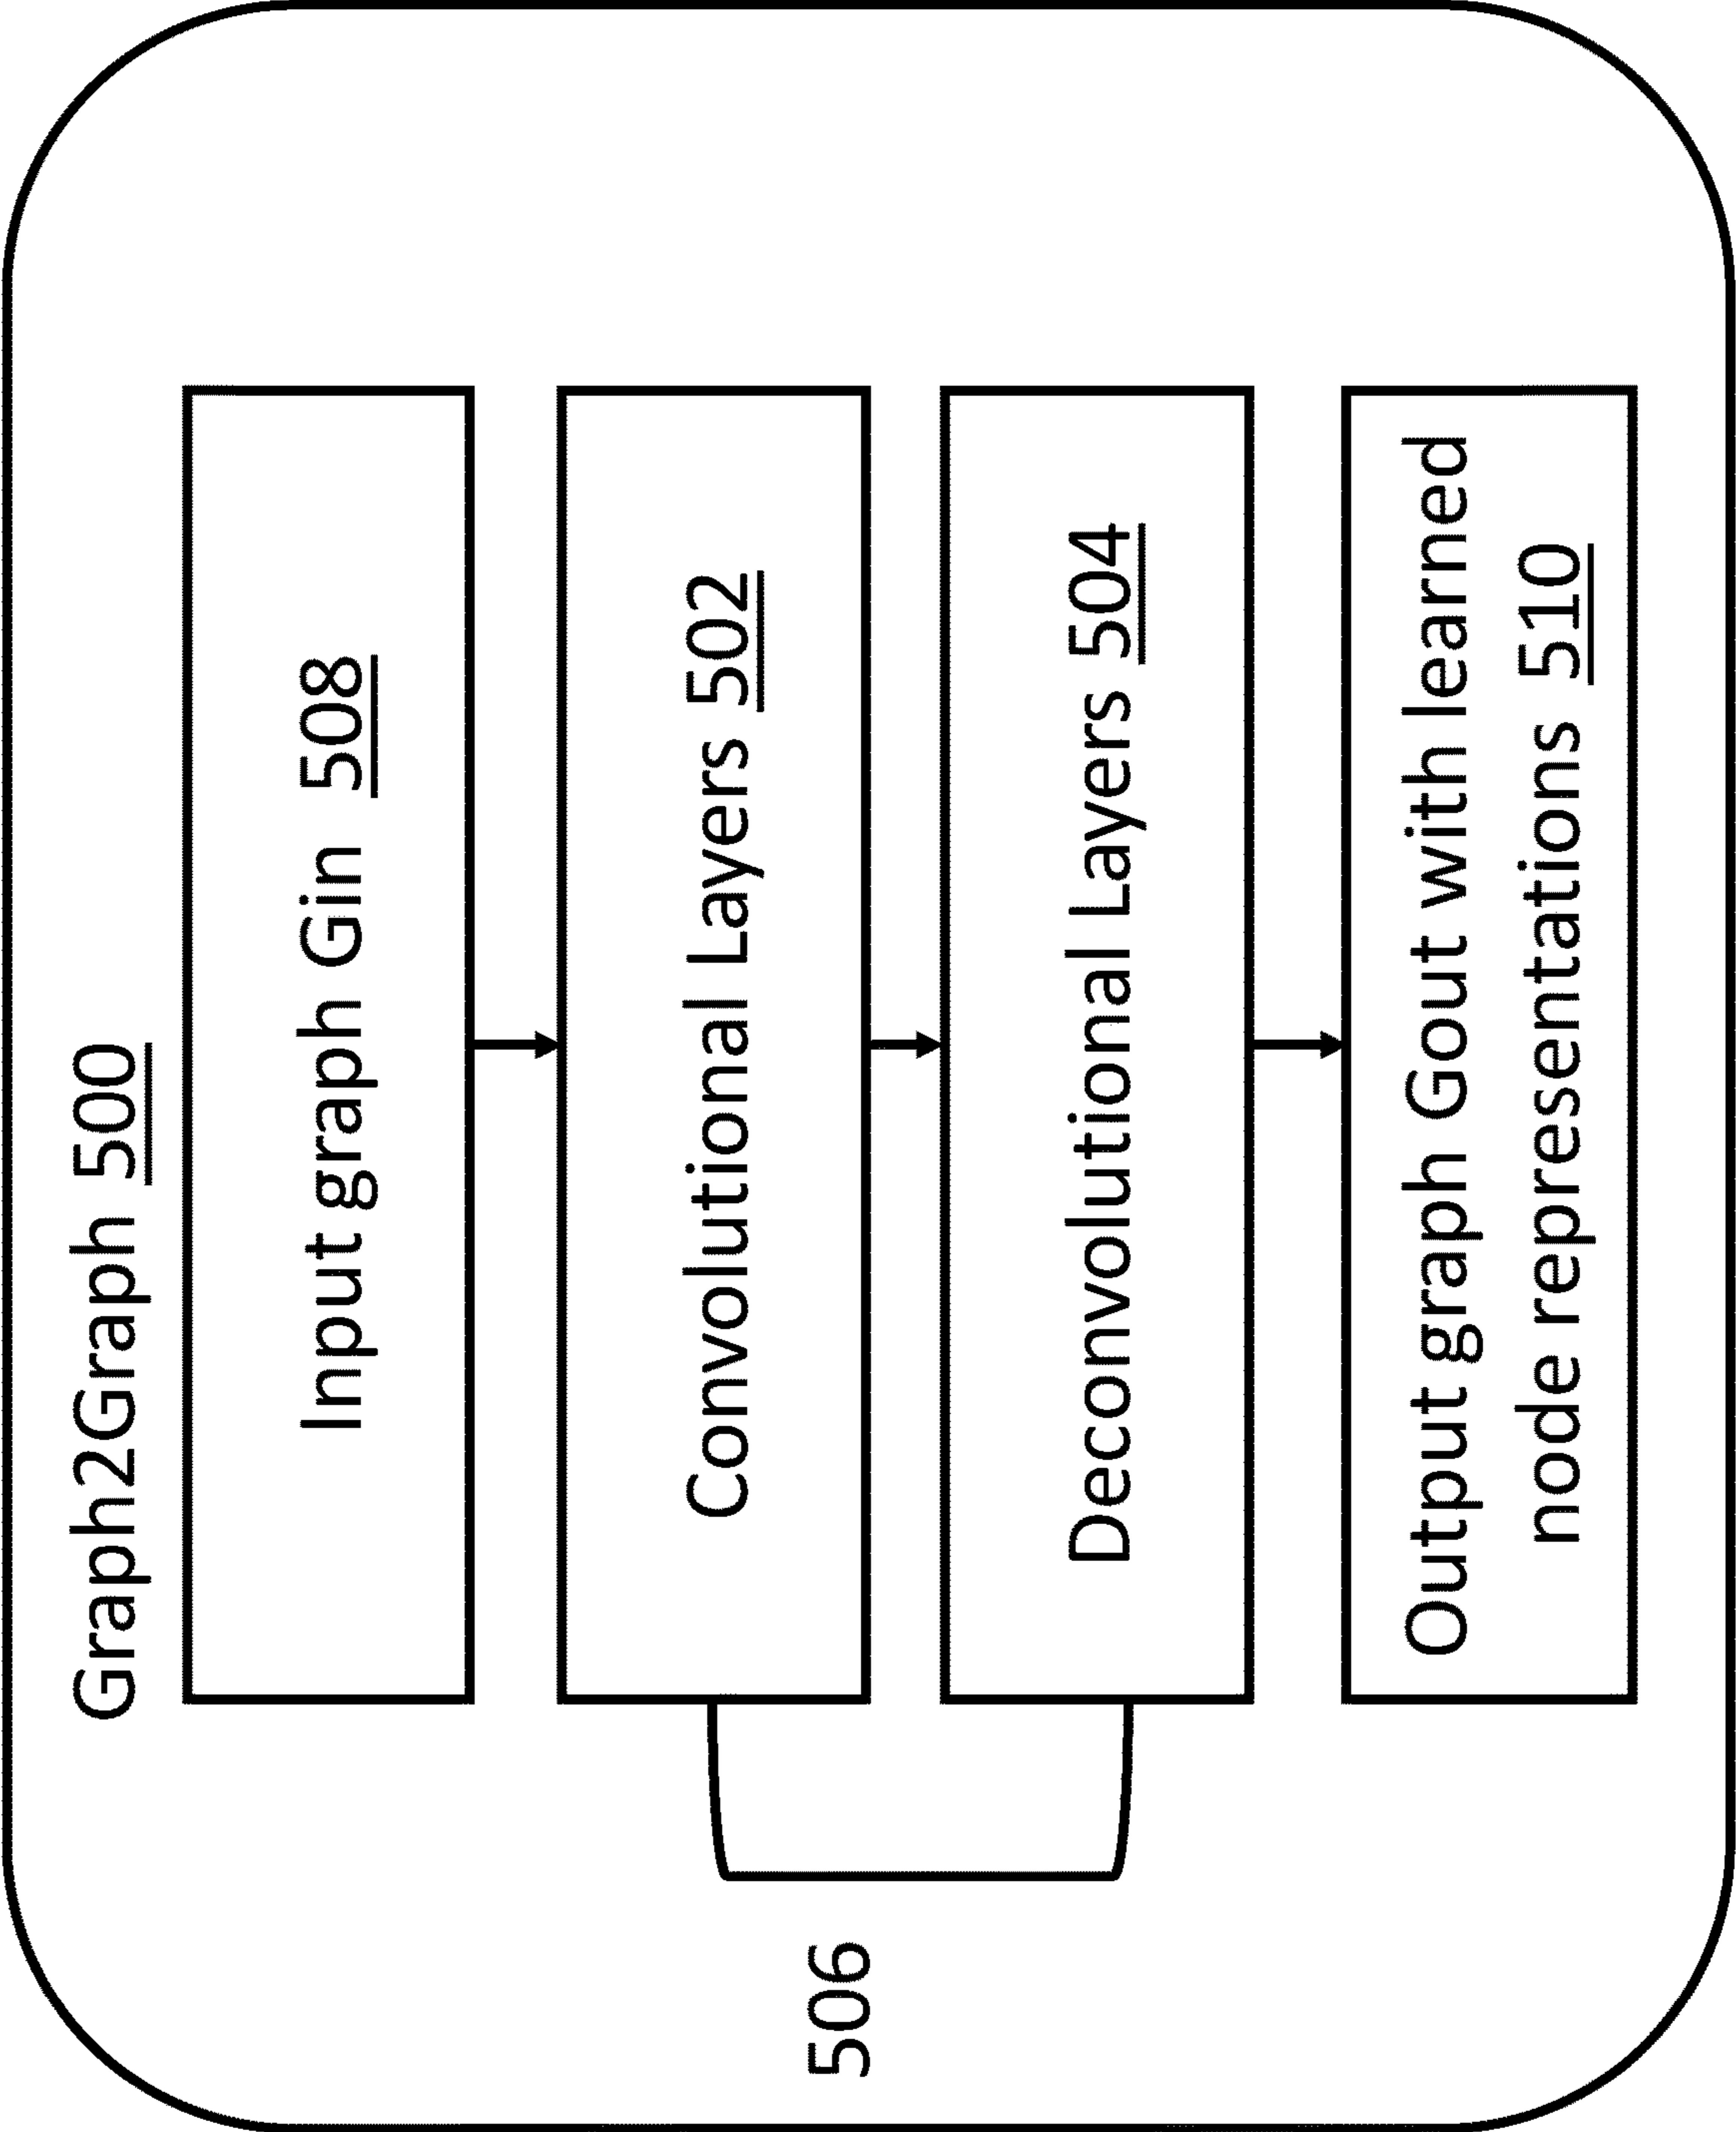 Graph2Graph 500
Input graph Gin 508
Convolutional Layers 502
506
Deconvolutional Layers 504
Output graph Gout with learned
node representations 510